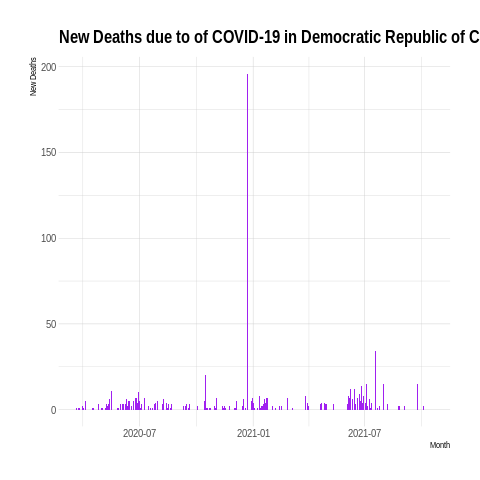 New Deaths due to of COVID-19 in Democratic Republic of C
New Deaths
200
150
100
50
0
2020-07
2021-01
2021-07
Month